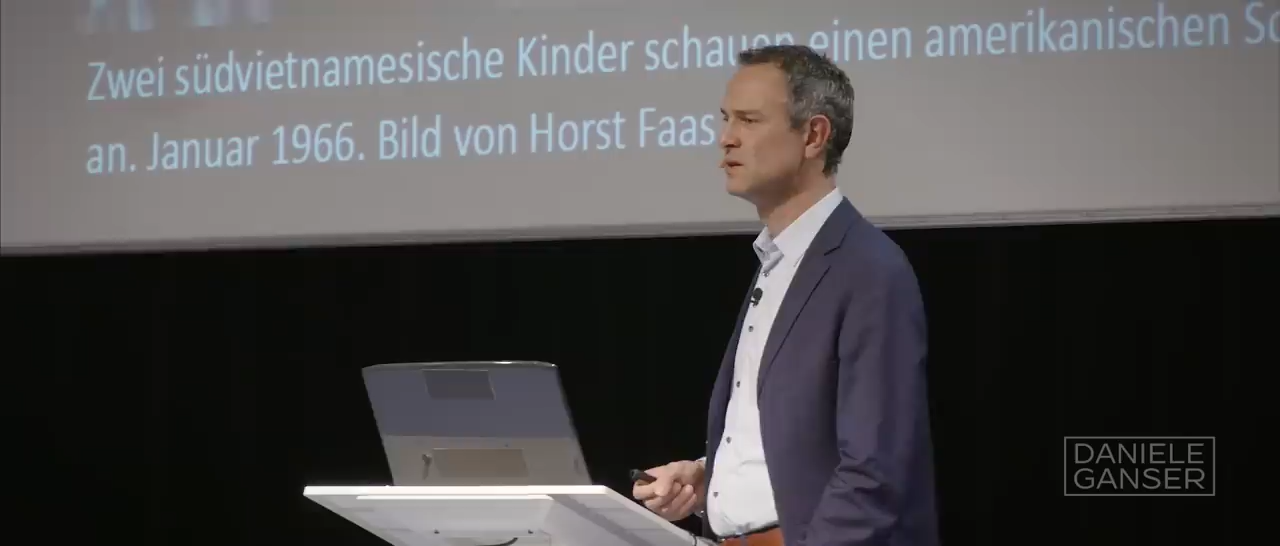 Zwei südvietnamesische Kinder schauen einen amerikanischen
an. Januar 1966. Bild von Horst Faas
DANIELE
GANSER